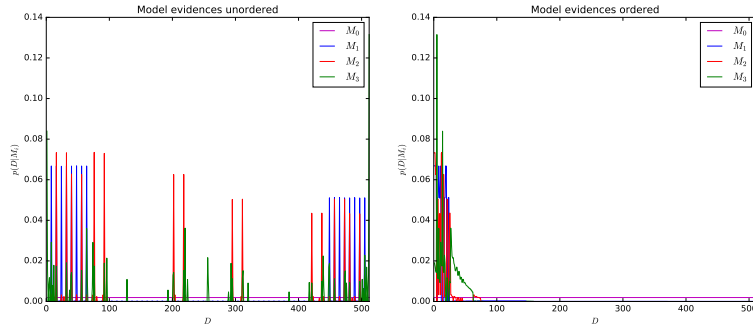 Model evidences unordered
0.14
0.12
0.10
0.08
0.06
0.04
0.02
0.00
0 100 200 300 400 500
D
p(D|M_i)
M_0
M_1
M_2
M_3
Model evidences ordered
0.14
0.12
0.10
0.08
0.06
0.04
0.02
0.00
0 100 200 300 400 500
D
p(D|M_i)
M_0
M_1
M_2
M_3